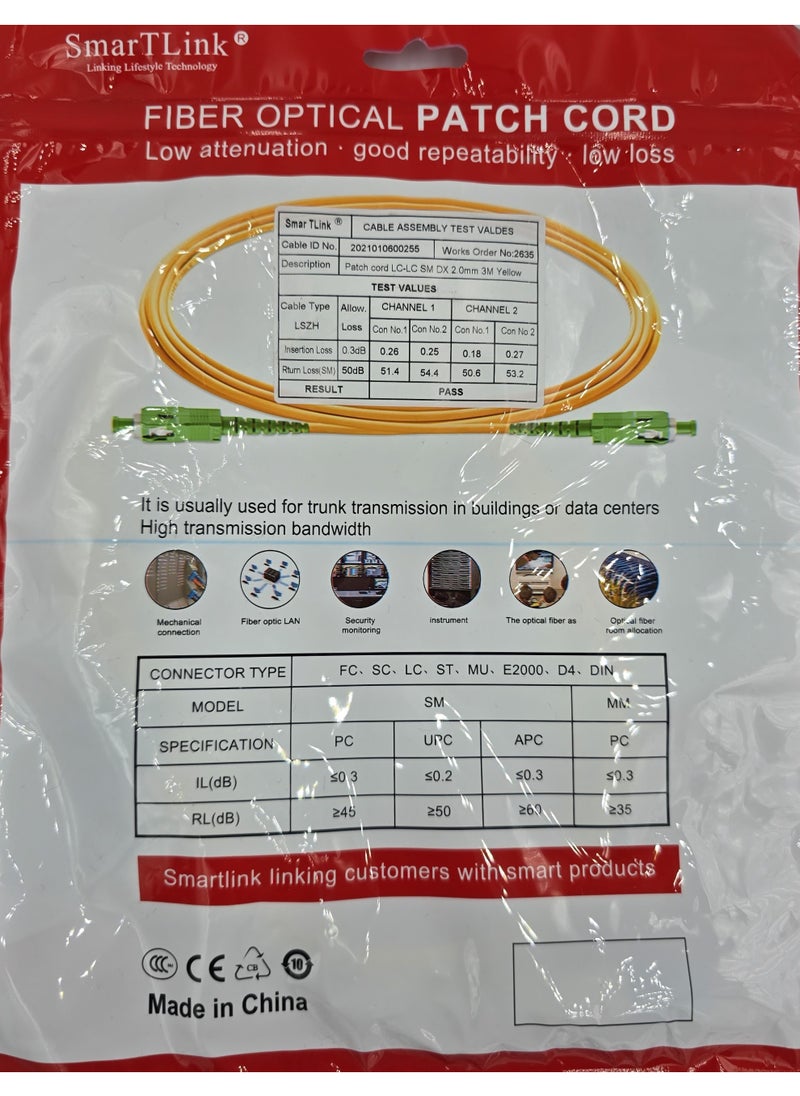 SmarTLink®
Linking Lifestyle Technology
FIBER OPTICAL PATCH CORD
Low attenuation · good repeatability · low loss
Smar TLink ® CABLE ASSEMBLY TEST VALDES
Cable ID No. 2021010600255 Works Order No:2635
Description Patch cord LC-LC SM DX 2.0mm 3M Yellow
TEST VALUES
Cable Type LSZH Allow. Loss CHANNEL 1 CHANNEL 2
Con No.1 Con No.2 Con No.1 Con No 2
Insertion Loss 0.3dB 0.26 0.25 0.18 0.27
Rturn Loss(SM) 50dB 51.4 54.4 50.6 53.2
RESULT PASS
It is usually used for trunk transmission in buildings or data centers
High transmission bandwidth
Mechanical connection
Fiber optic LAN
Security monitoring
instrument
The optical fiber as
Optical fiber room allocation
CONNECTOR TYPE FC、SC、LC、ST、MU、E2000、D4、DIN
MODEL SM MM
SPECIFICATION PC UPC APC PC
IL(dB) ≤0.3 ≤0.2 ≤0.3 ≤0.3
RL(dB) ≥45 ≥50 ≥60 ≥35
Smartlink linking customers with smart products
CCC CE CB 10
Made in China